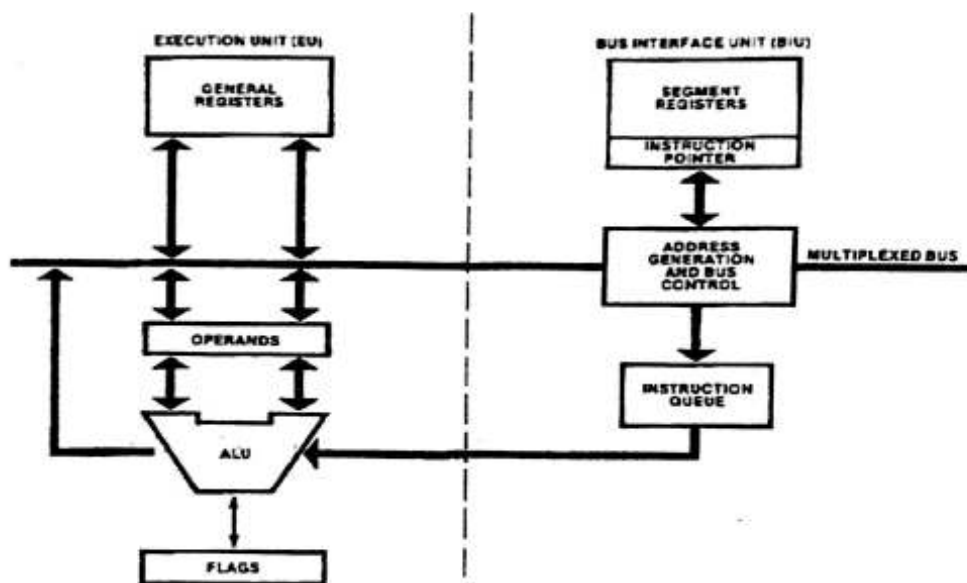 EXECUTION UNIT (EU)
GENERAL
REGISTERS
OPERANDS
ALU
FLAGS
BUS INTERFACE UNIT (BIU)
SEGMENT
REGISTERS
INSTRUCTION
POINTER
ADDRESS
GENERATION
AND BUS
CONTROL
MULTIPLEXED BUS
INSTRUCTION
QUEUE